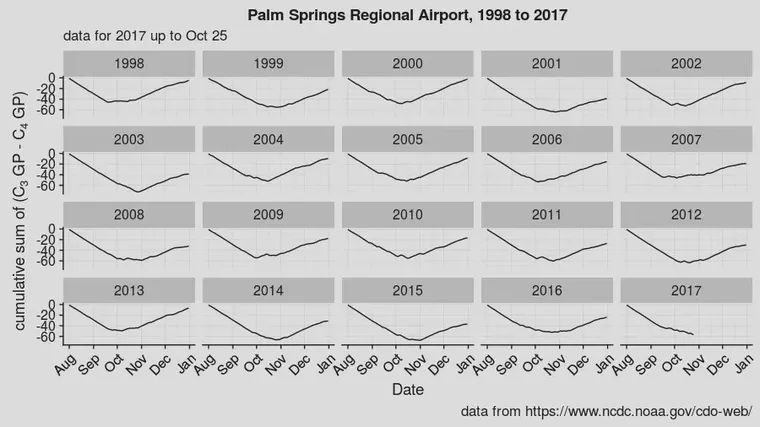 Palm Springs Regional Airport, 1998 to 2017
data for 2017 up to Oct 25
cumulative sum of (C₃ GP - C₄ GP)
1998 1999 2000 2001 2002
0
-20
-40
-60
2003 2004 2005 2006 2007
0
-20
-40
-60
2008 2009 2010 2011 2012
0
-20
-40
-60
2013 2014 2015 2016 2017
0
-20
-40
-60
Aug Sep Oct Nov Dec Jan Aug Sep Oct Nov Dec Jan Aug Sep Oct Nov Dec Jan Aug Sep Oct Nov Dec Jan Aug Sep Oct Nov Dec Jan
Date
data from https://www.ncdc.noaa.gov/cdo-web/